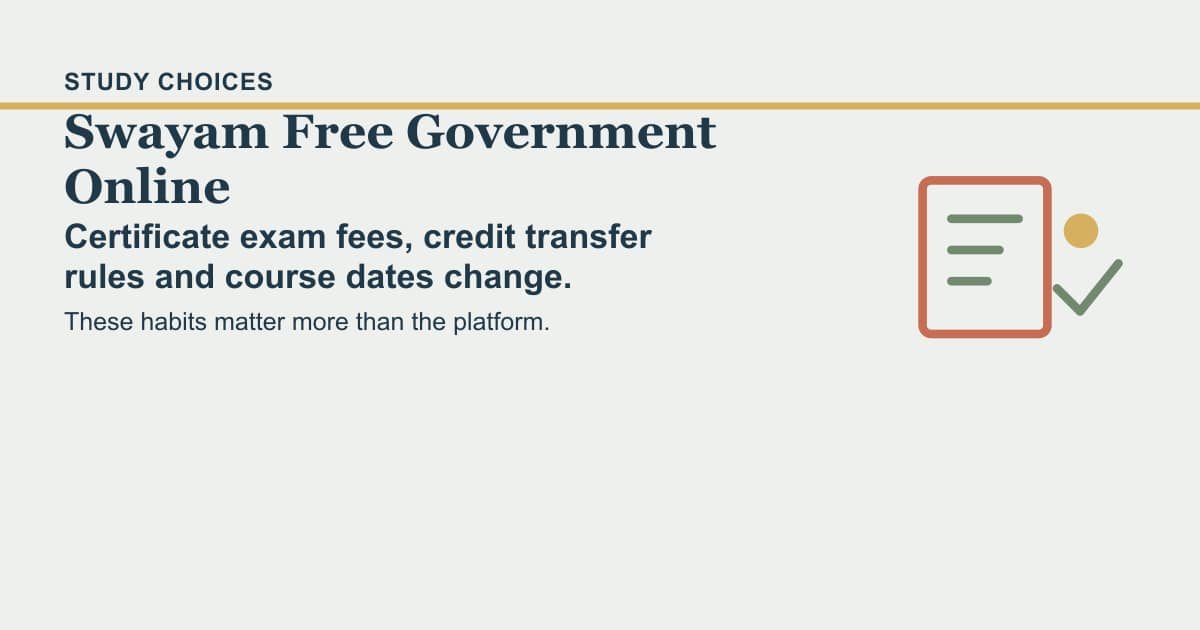 STUDY CHOICES
Swayam Free Government
Online
Certificate exam fees, credit transfer
rules and course dates change.
These habits matter more than the platform.